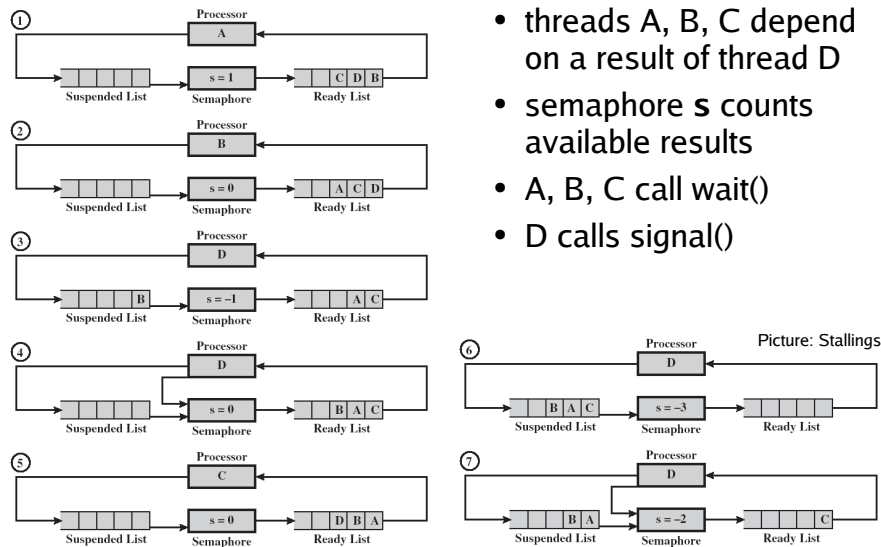 • threads A, B, C depend
on a result of thread D
• semaphore s counts
available results
• A, B, C call wait()
• D calls signal()
1
Processor
A
s = 1
C D B
Suspended List
Semaphore
Ready List
2
Processor
B
s = 0
A C D
Suspended List
Semaphore
Ready List
3
Processor
D
B
s = –1
A C
Suspended List
Semaphore
Ready List
4
Processor
D
s = 0
B A C
Suspended List
Semaphore
Ready List
5
Processor
C
s = 0
D B A
Suspended List
Semaphore
Ready List
Picture: Stallings
6
Processor
D
B A C
s = –3
Suspended List
Semaphore
Ready List
7
Processor
D
B A
s = –2
C
Suspended List
Semaphore
Ready List